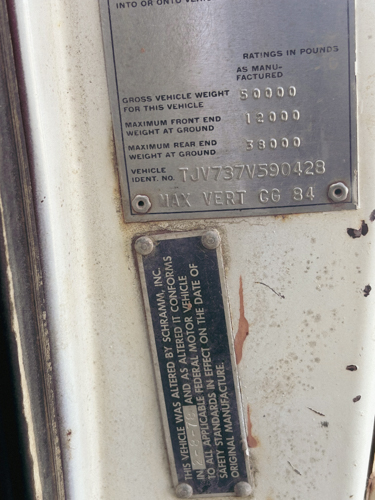 INTO OR ONTO VEHICLE
RATINGS IN POUNDS
AS MANU-
FACTURED
GROSS VEHICLE WEIGHT 50000
FOR THIS VEHICLE
MAXIMUM FRONT END 12000
WEIGHT AT GROUND
MAXIMUM REAR END 38000
WEIGHT AT GROUND
VEHICLE
IDENT. NO. TJV737V590428
MAX VERT CG 84
THIS VEHICLE WAS ALTERED BY SCHRAMM, INC.
IN AND AS ALTERED IT CONFORMS
TO ALL APPLICABLE FEDERAL MOTOR VEHICLE
SAFETY STANDARDS IN EFFECT ON THE DATE OF
ORIGINAL MANUFACTURE.